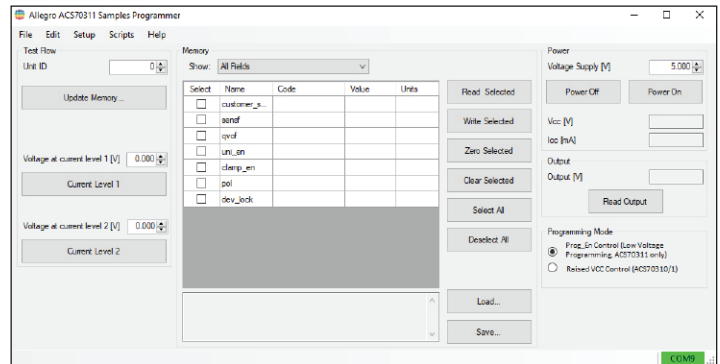 Allegro ACS70311 Samples Programmer
File Edit Setup Scripts Help
Test Flow
Unit ID 0
Update Memory...
Voltage at current level 1 [V] 0.000
Current Level 1
Voltage at current level 2 [V] 0.000
Current Level 2
Memory
Show: All Fields
Select Name Code Value Units
customer_s...
sensf
qvof
uni_en
clamp_en
pol
dev_lock
Read Selected
Write Selected
Zero Selected
Clear Selected
Select All
Deselect All
Load...
Save...
Power
Voltage Supply [V] 5.000
Power Off Power On
Vcc [V]
Icc [mA]
Output
Output [V]
Read Output
Programming Mode
Prog_En Control (Low Voltage
Programming, ACS70311 only)
Raised VCC Control (ACS70310/1)
COM9